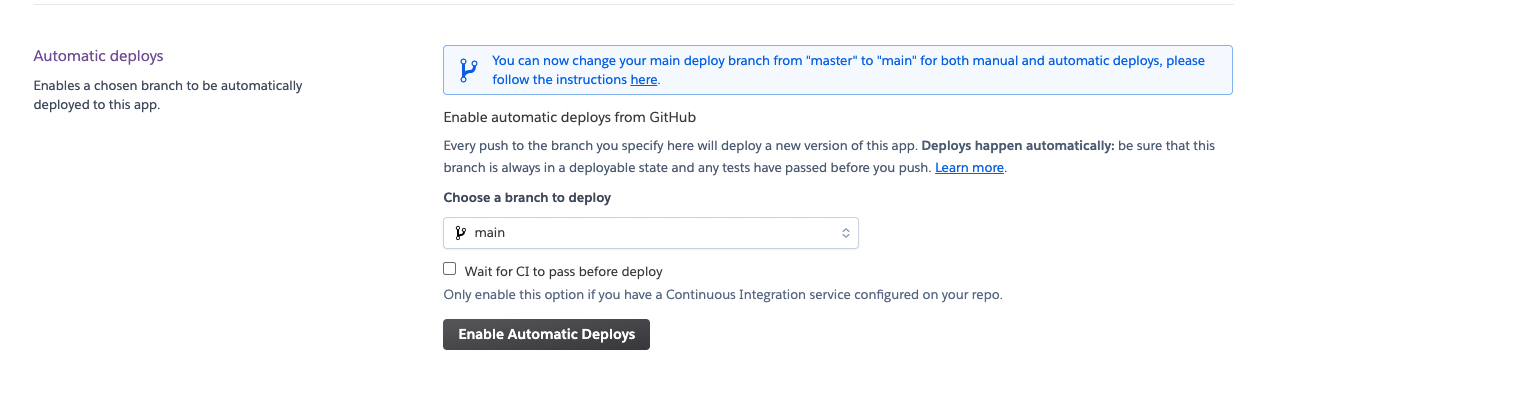 Automatic deploys
Enables a chosen branch to be automatically
deployed to this app.
You can now change your main deploy branch from "master" to "main" for both manual and automatic deploys, please
follow the instructions here.
Enable automatic deploys from GitHub
Every push to the branch you specify here will deploy a new version of this app. Deploys happen automatically: be sure that this
branch is always in a deployable state and any tests have passed before you push. Learn more.
Choose a branch to deploy
main
Wait for CI to pass before deploy
Only enable this option if you have a Continuous Integration service configured on your repo.
Enable Automatic Deploys